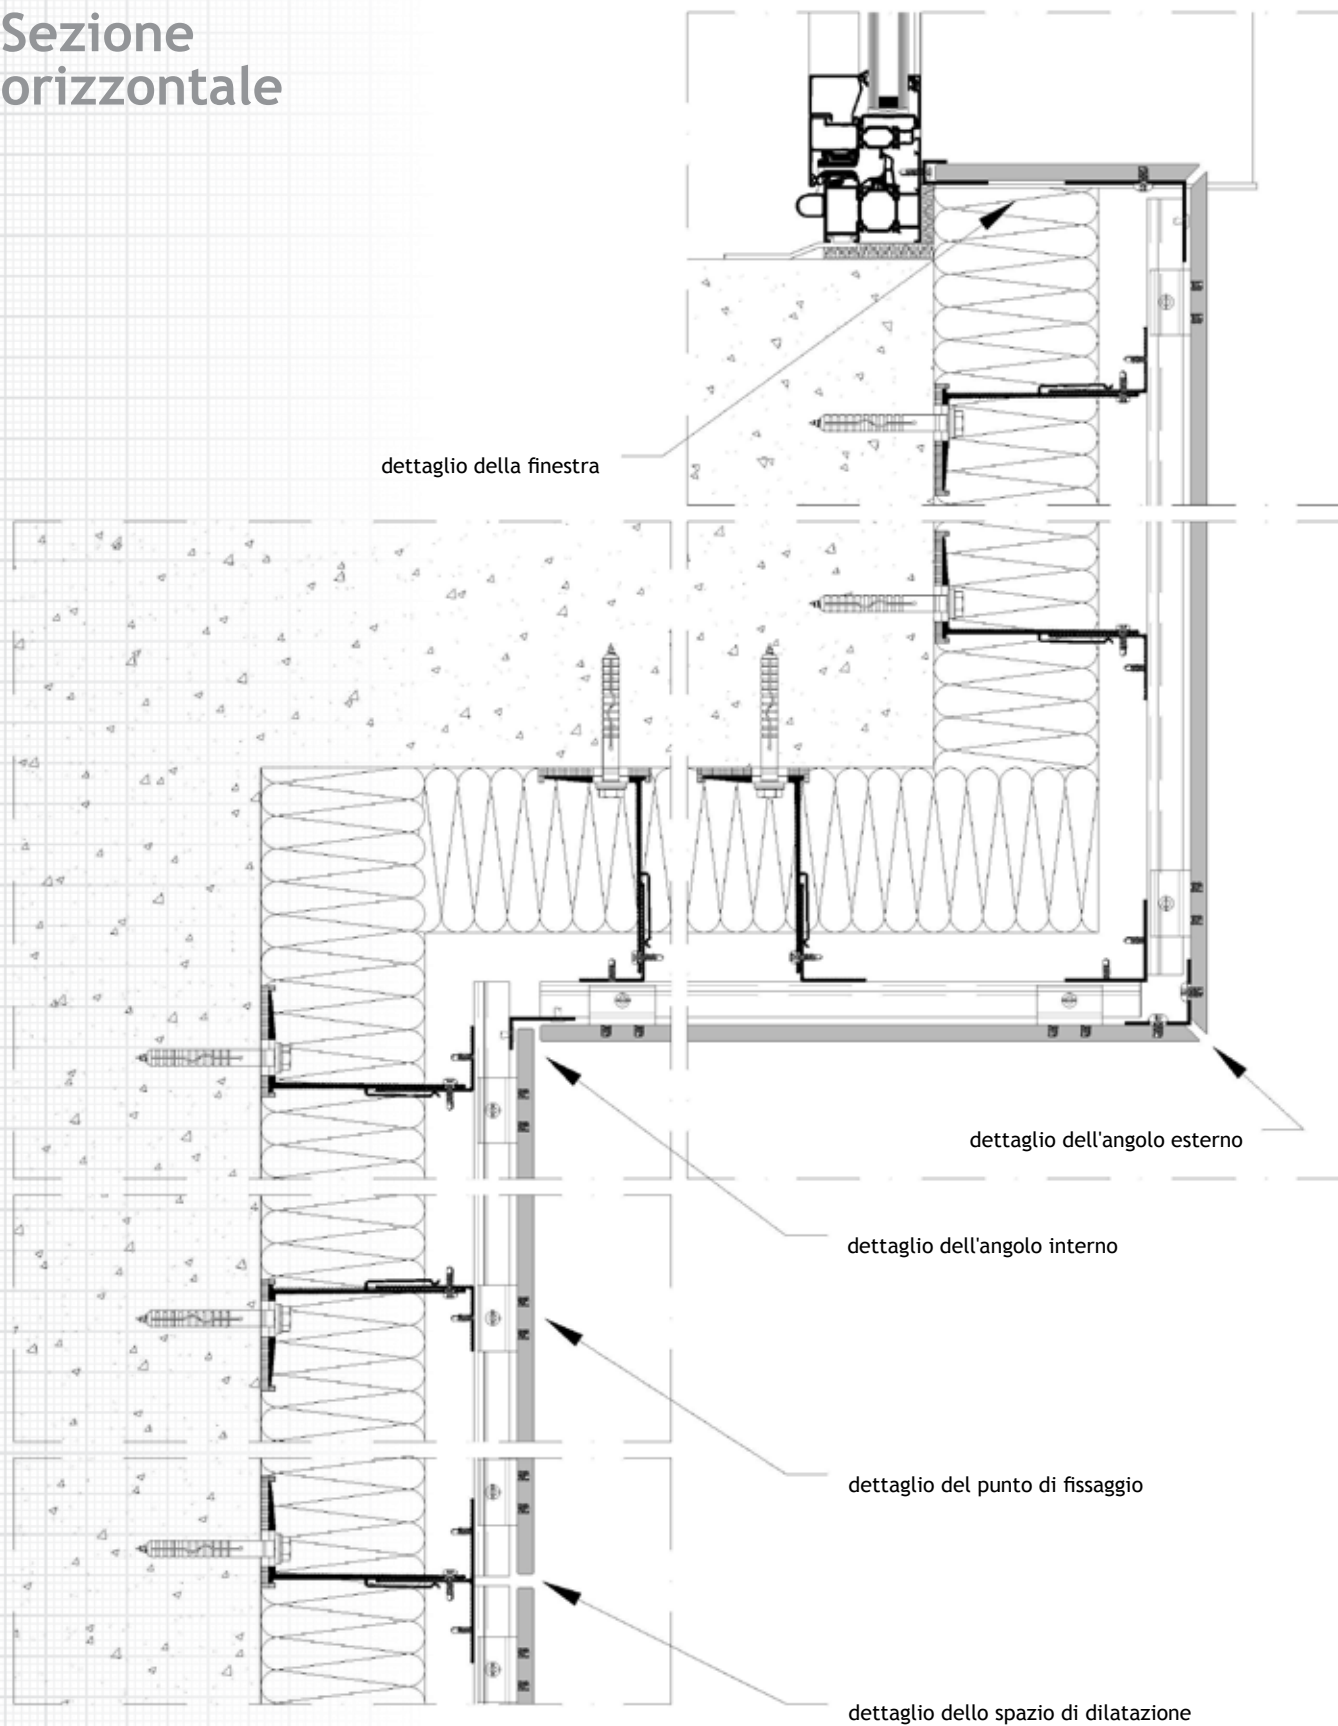 Sezione
orizzontale
dettaglio della finestra
dettaglio dell'angolo esterno
dettaglio dell'angolo interno
dettaglio del punto di fissaggio
dettaglio dello spazio di dilatazione